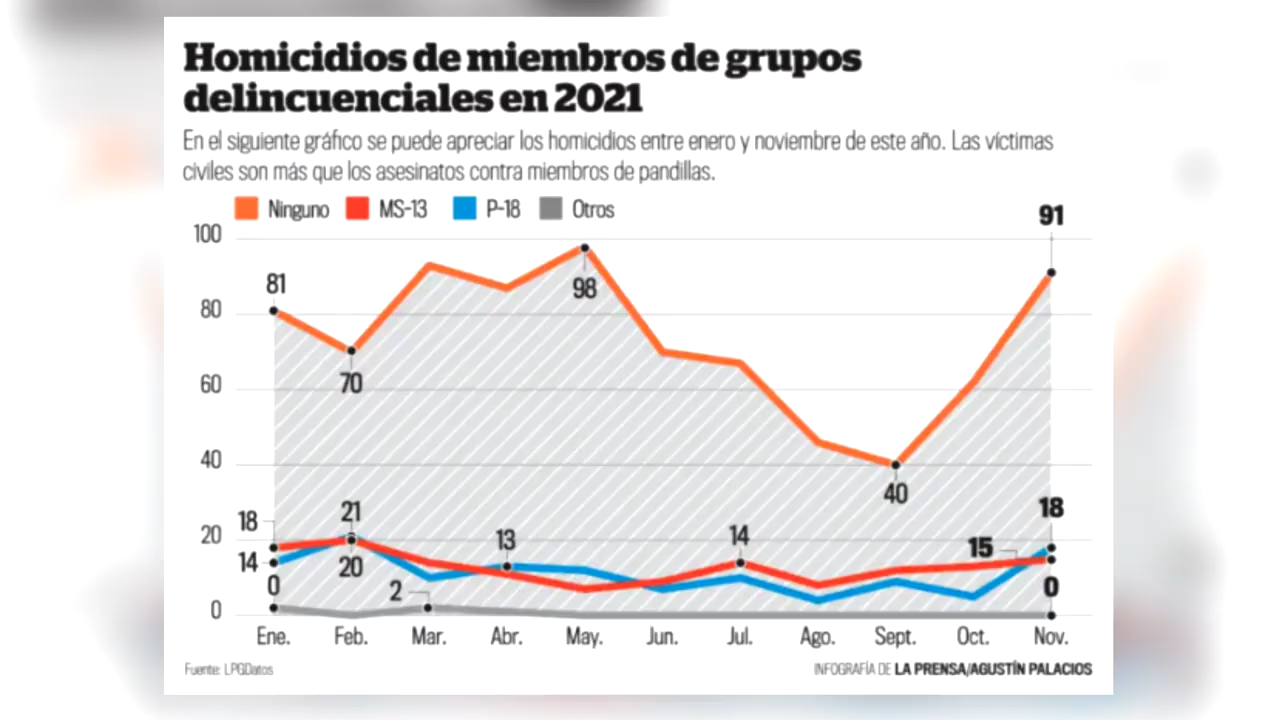 Homicidios de miembros de grupos
delincuenciales en 2021
En el siguiente gráfico se puede apreciar los homicidios entre enero y noviembre de este año. Las víctimas
civiles son más que los asesinatos contra miembros de pandillas.
Ninguno MS-13 P-18 Otros
91
100
81
98
80
70
60
40
40
18
21
18
20
13
14
15
14
20
0
2
0
0
Ene. Feb. Mar. Abr. May. Jun. Jul. Ago. Sept. Oct. Nov.
Fuente: LPGDatos
INFOGRAFÍA DE LA PRENSA/AGUSTÍN PALACIOS